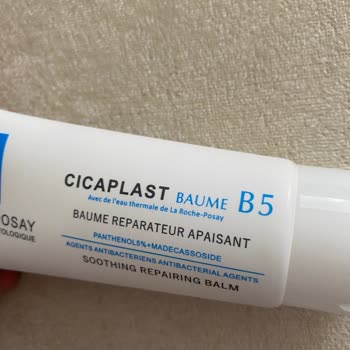 CICAPLAST BAUME B5
Avec de l'eau thermale de La Roche-Posay
BAUME REPARATEUR APAISANT
PANTHENOL5%+MADECASSOSIDE
AGENTS ANTIBACTERIENS ANTIBACTERIAL AGENTS
SOOTHING REPAIRING BALM
POSAY